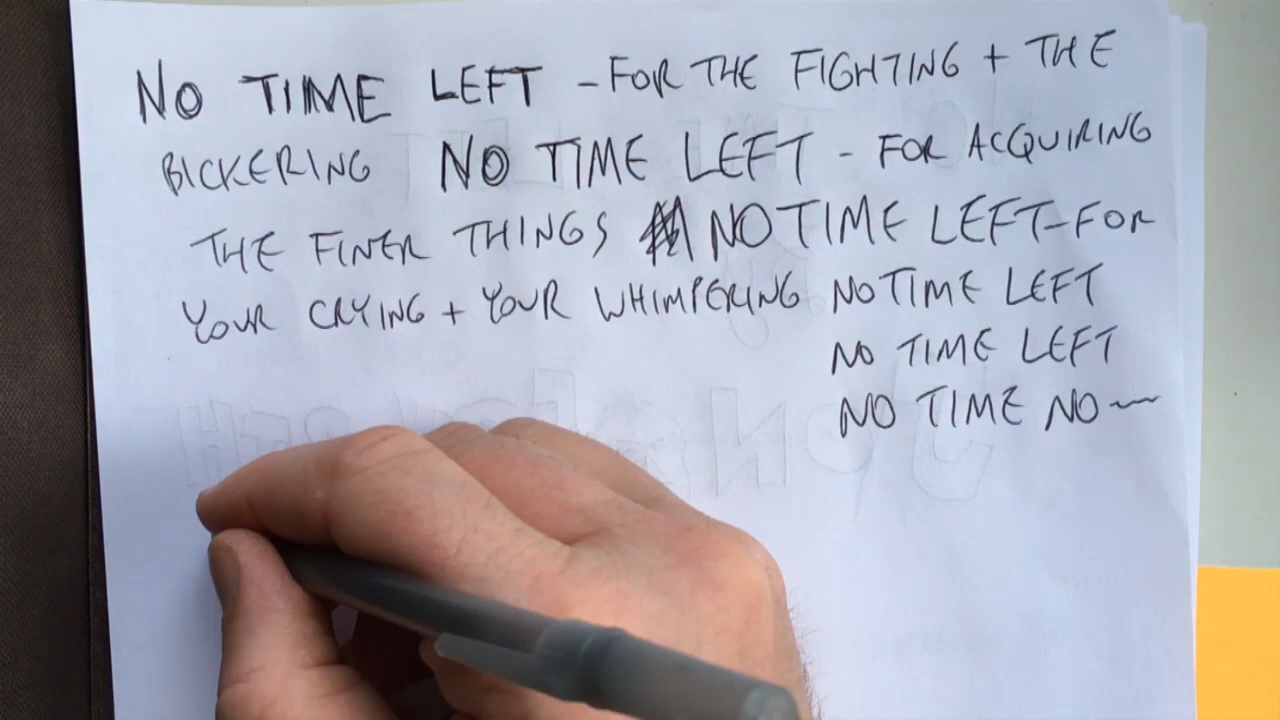 NO TIME LEFT - FOR THE FIGHTING + THE
BICKERING NO TIME LEFT - FOR ACQUIRING
THE FINER THINGS NO TIME LEFT - FOR
YOUR CRYING + YOUR WHIMPERING NO TIME LEFT
NO TIME LEFT
NO TIME NO